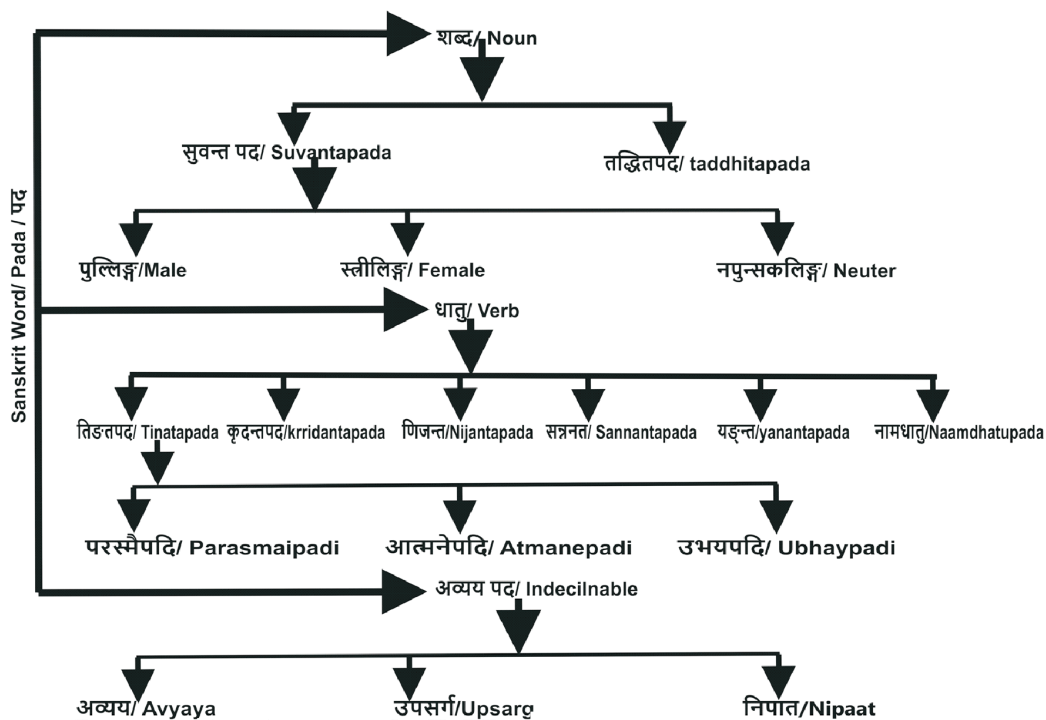 Sanskrit Word/ Pada / पद
शब्द/ Noun
सुवन्त पद/ Suvantapada
तद्धितपद/ taddhitapada
पुल्लिङ्ग/Male
स्त्रीलिङ्ग/ Female
नपुन्सकलिङ्ग/ Neuter
धातु/ Verb
तिङतपद/ Tinatapada
कृदन्तपद/krridantapada
णिजन्त/Nijantapada
सन्ननत/ Sannantapada
यङ्न्त/yanantapada
नामधातु/Naamdhatupada
परस्मैपदि/ Parasmaipadi
आत्मनेपदि/ Atmanepadi
उभयपदि/ Ubhaypadi
अव्यय पद/ Indecilnable
अव्यय/ Avyaya
उपसर्ग/Upsarg
निपात/Nipaat